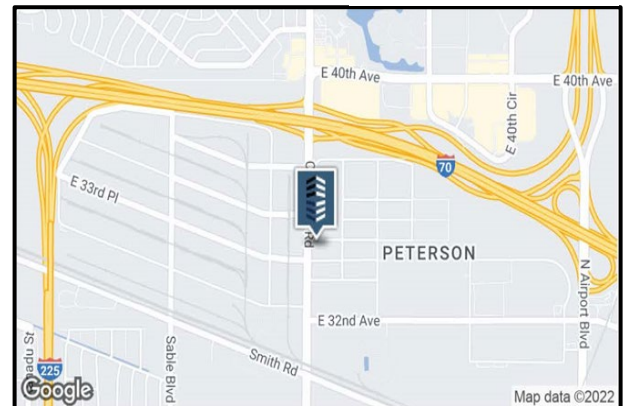 E 40th Ave
E 40th Ave
E 40th Cir
70
E 33rd Pl
Rd
PETERSON
E 32nd Ave
N Airport Blvd
Sable Blvd
Smith Rd
225
Google
Map data ©2022